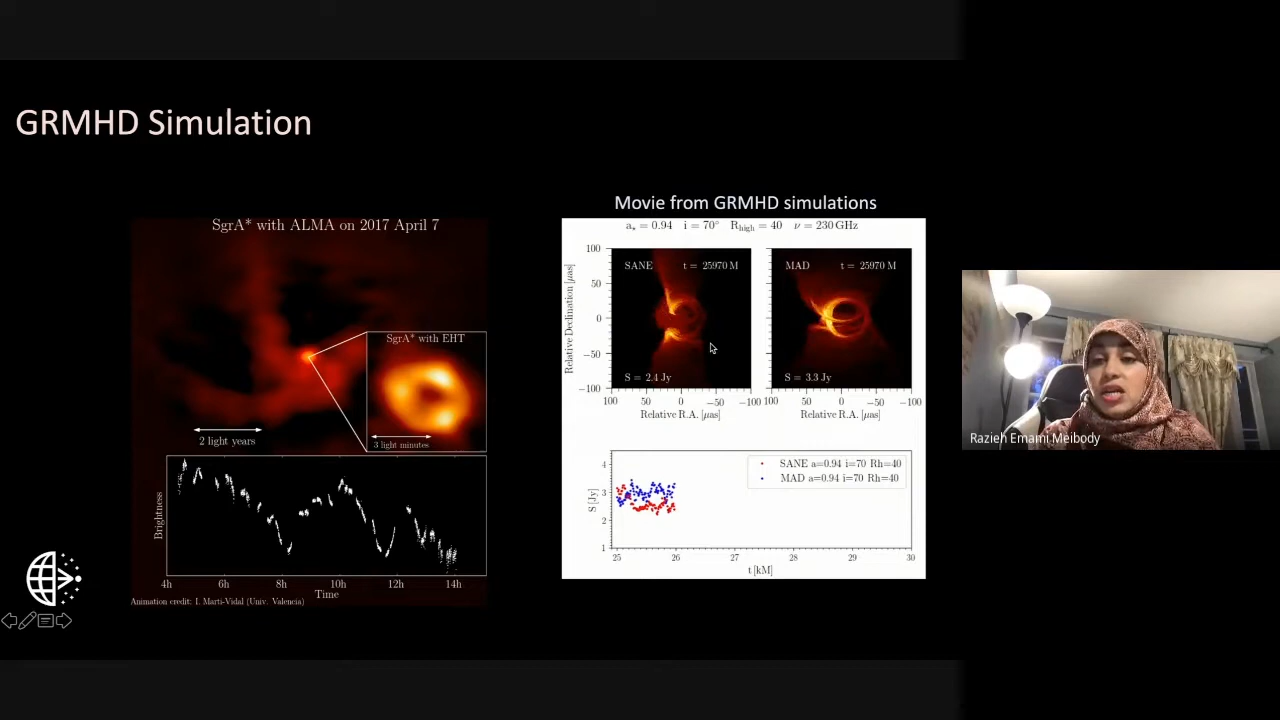 GRMHD Simulation
SgrA* with ALMA on 2017 April 7
SgrA* with EHT
3 light minutes
2 light years
Brightness
4h 6h 8h 10h 12h 14h
Time
Animation credit: I. Marti-Vidal (Univ. Valencia)
Movie from GRMHD simulations
a* = 0.94 i = 70° Rhigh = 40 ν = 230 GHz
SANE t = 25970 M
MAD t = 25970 M
S = 2.4 Jy
S = 3.3 Jy
Relative Declination [μas]
100
50
0
−50
−100
100 50 0 −50 −100
100 50 0 −50 −100
Relative R.A. [μas]
Relative R.A. [μas]
SANE a=0.94 i=70 Rh=40
MAD a=0.94 i=70 Rh=40
S [Jy]
4
3
2
1
25 26 27 28 29 30
t [kM]
Razieh Emami Meibody